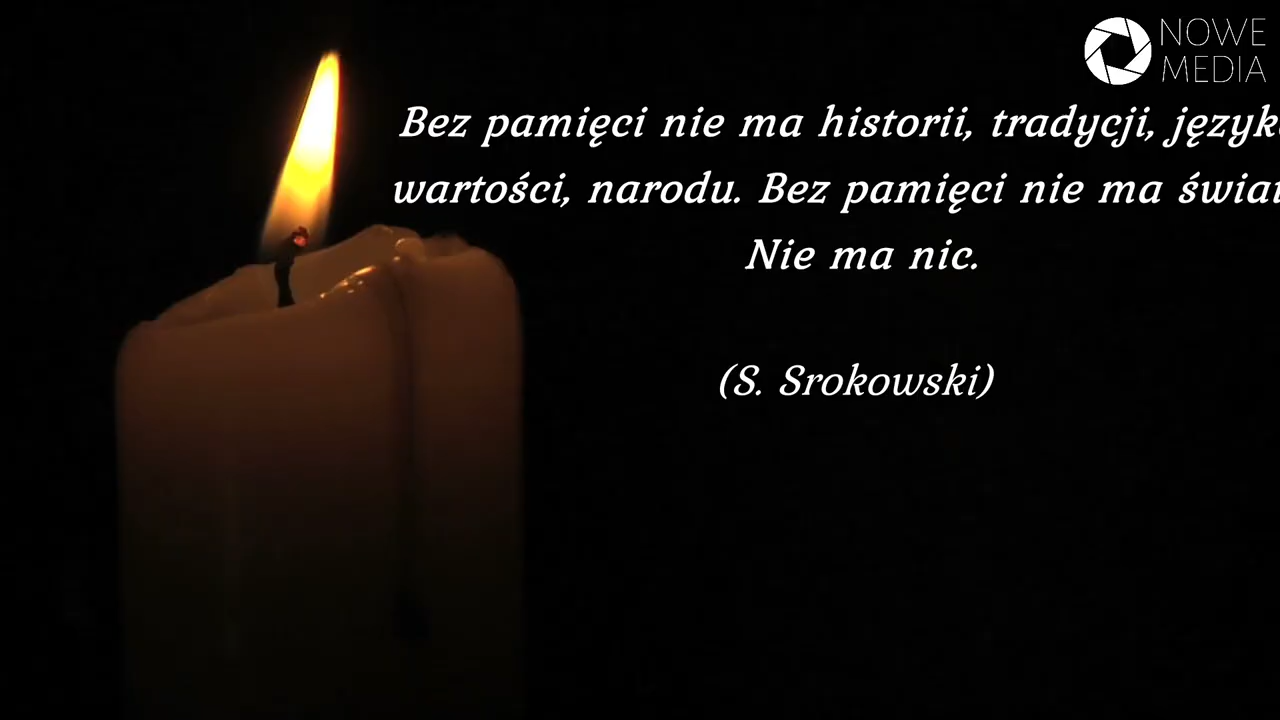 NOWE
MEDIA
Bez pamięci nie ma historii, tradycji,
wartości, narodu. Bez pamięci nie ma
Nie ma nic.
(S. Srokowski)